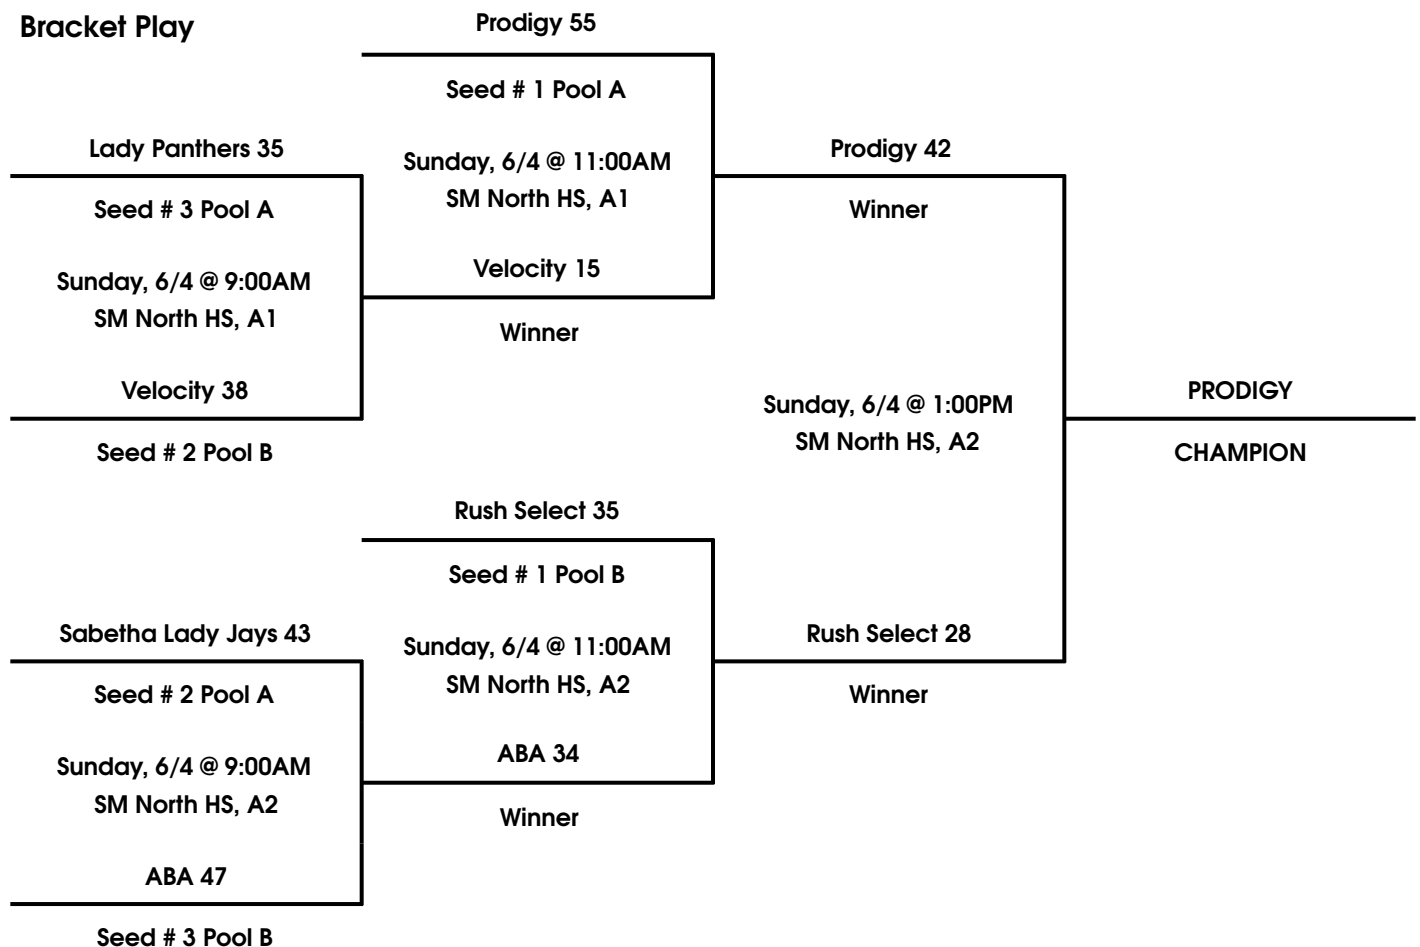 Bracket Play
Prodigy 55
Seed # 1 Pool A
Lady Panthers 35
Sunday, 6/4 @ 11:00AM
SM North HS, A1
Prodigy 42
Seed # 3 Pool A
Winner
Sunday, 6/4 @ 9:00AM
SM North HS, A1
Velocity 15
Winner
Velocity 38
Seed # 2 Pool B
Sunday, 6/4 @ 1:00PM
SM North HS, A2
PRODIGY
CHAMPION
Rush Select 35
Seed # 1 Pool B
Sabetha Lady Jays 43
Sunday, 6/4 @ 11:00AM
SM North HS, A2
Rush Select 28
Seed # 2 Pool A
Winner
Sunday, 6/4 @ 9:00AM
SM North HS, A2
ABA 34
Winner
ABA 47
Seed # 3 Pool B